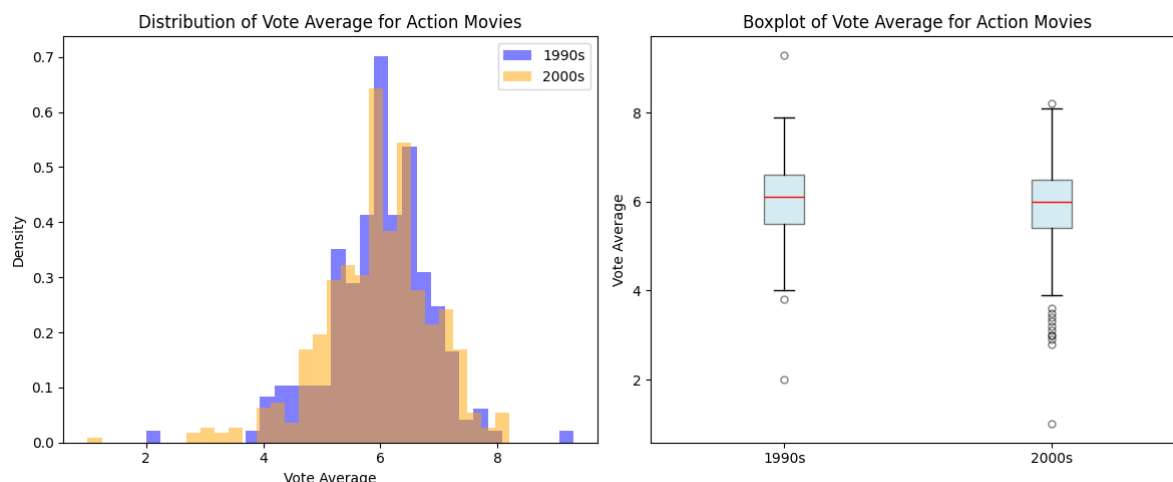 Distribution of Vote Average for Action Movies
0.7
0.6
0.5
0.4
0.3
0.2
0.1
0.0
Density
2
4
6
8
Vote Average
1990s
2000s
Boxplot of Vote Average for Action Movies
8
6
4
2
Vote Average
1990s
2000s